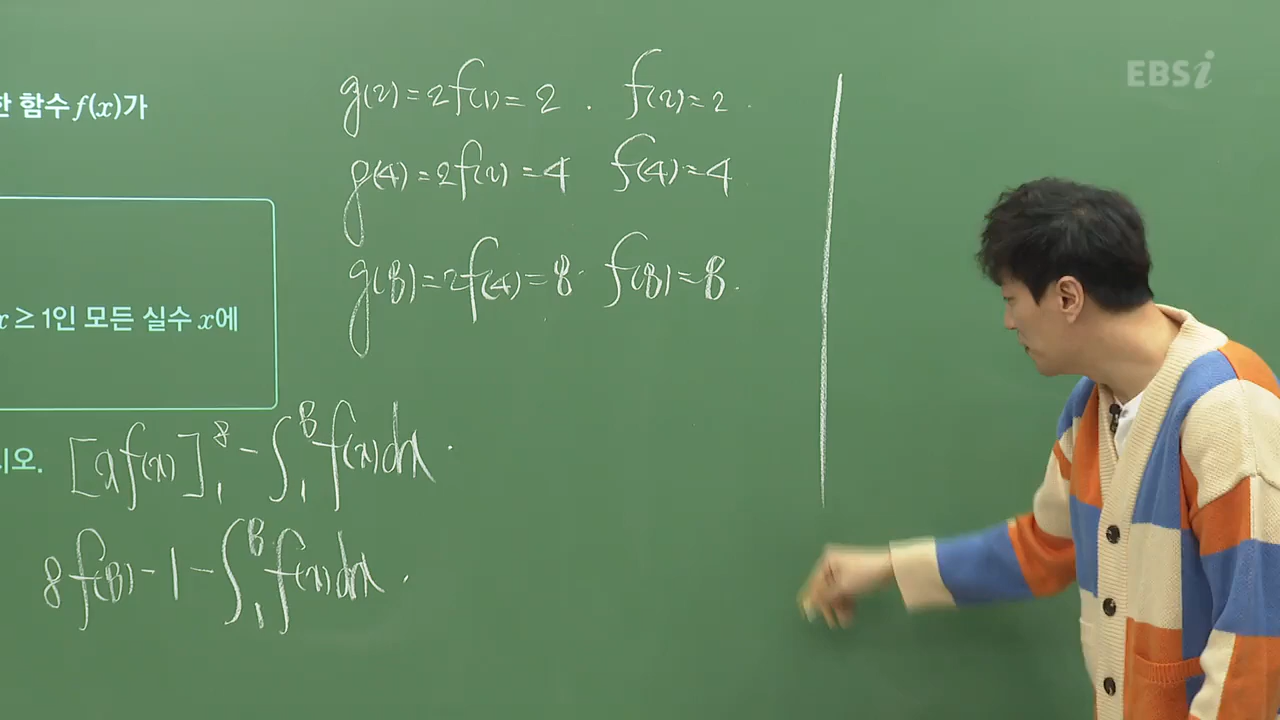 EBSi
한 함수 f(x)가
x ≥ 1인 모든 실수 x에
시오.
g(2)=2f(1)=2. f(2)=2.
g(4)=2f(2)=4 f(4)=4
g(8)=2f(4)=8. f(8)=8.
[xf(x)]₁⁸ - ∫₁⁸ f(x)dx.
8f(8)-1-∫₁⁸ f(x)dx.